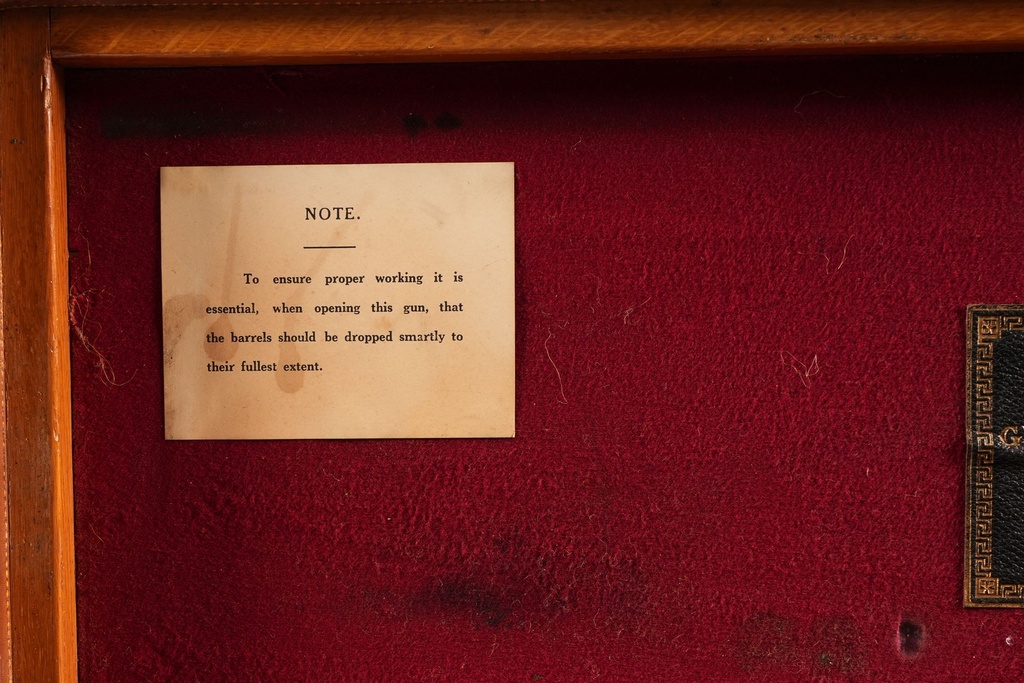 NOTE.
To ensure proper working it is
essential, when opening this gun, that
the barrels should be dropped smartly to
their fullest extent.
G